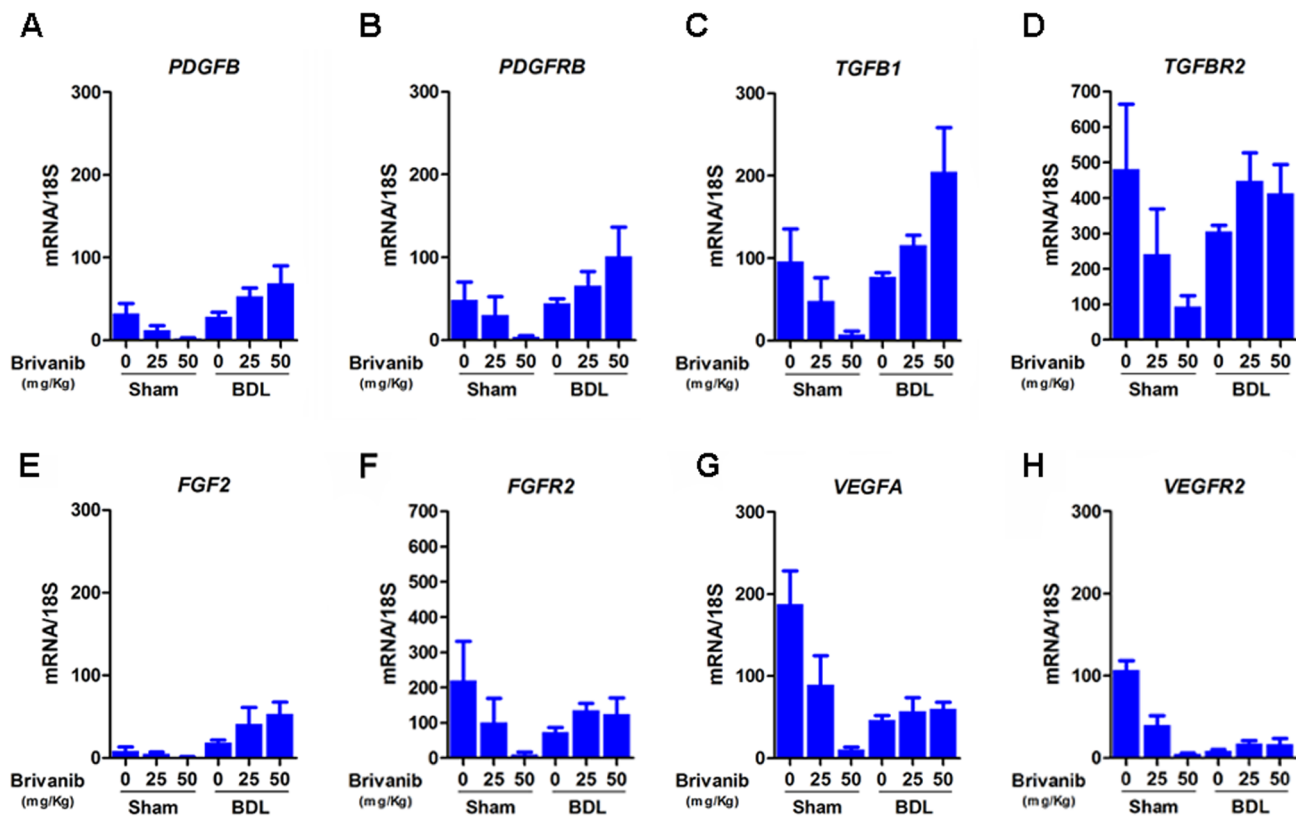 A B C D
PDGFB PDGFRB TGFB1 TGFBR2
300 300 300 700
600
500
200 200 200 400
mRNA/18S mRNA/18S mRNA/18S mRNA/18S
300
100 100 100 200
100
0 0 0 0
Brivanib 0 25 50 0 25 50 Brivanib 0 25 50 0 25 50 Brivanib 0 25 50 0 25 50 Brivanib 0 25 50 0 25 50
(mg/Kg) Sham BDL (mg/Kg) Sham BDL (mg/Kg) Sham BDL (mg/Kg) Sham BDL
E F G H
FGF2 FGFR2 VEGFA VEGFR2
300 700 300 300
600
500
200 400 200 200
mRNA/18S mRNA/18S mRNA/18S mRNA/18S
300
100 200 100 100
100
0 0 0 0
Brivanib 0 25 50 0 25 50 Brivanib 0 25 50 0 25 50 Brivanib 0 25 50 0 25 50 Brivanib 0 25 50 0 25 50
(mg/Kg) Sham BDL (mg/Kg) Sham BDL (mg/Kg) Sham BDL (mg/Kg) Sham BDL